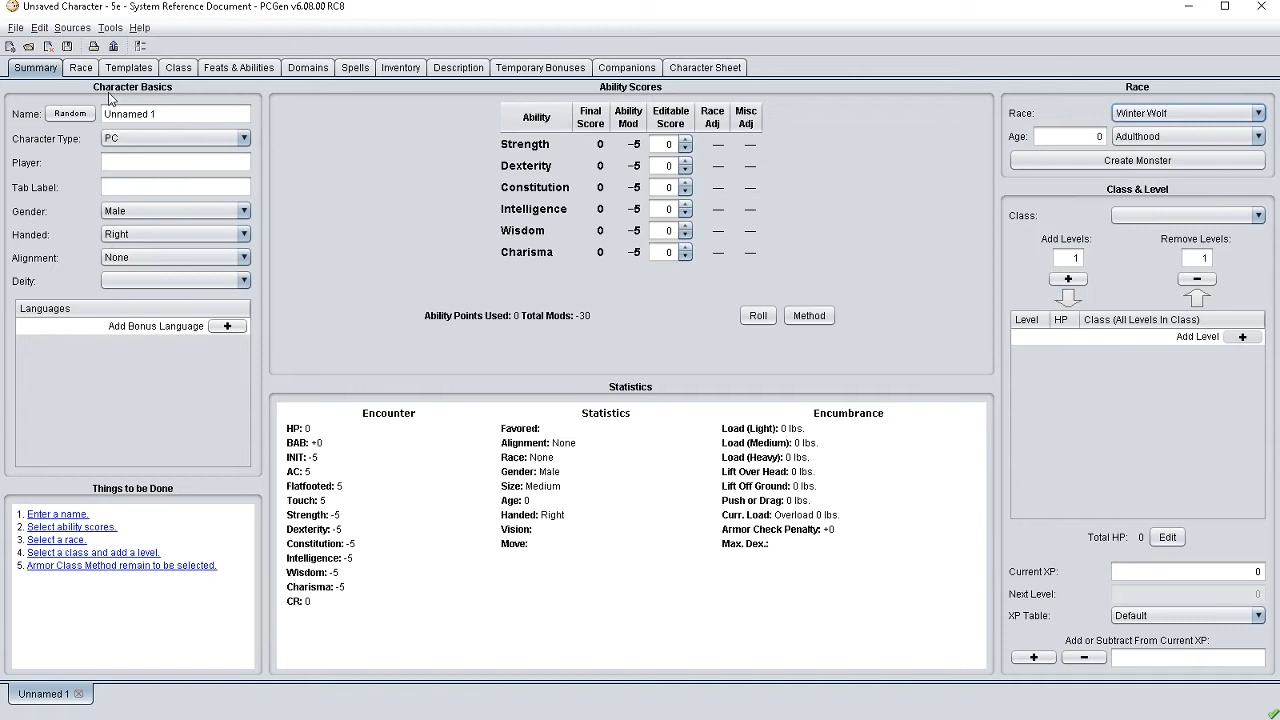 Unsaved Character - 5e - System Reference Document - PCGen v6.08.00 RC8
File Edit Sources Tools Help
Summary Race Templates Class Feats & Abilities Domains Spells Inventory Description Temporary Bonuses Companions Character Sheet
Character Basics
Name: Random Unnamed 1
Character Type: PC
Player:
Tab Label:
Gender: Male
Handed: Right
Alignment: None
Deity:
Languages
Add Bonus Language +
Things to be Done
1. Enter a name.
2. Select ability scores.
3. Select a race.
4. Select a class and add a level.
5. Armor Class Method remain to be selected.
Ability Scores
Ability Final Score Ability Mod Editable Score Race Adj Misc Adj
Strength 0 -5 0 — —
Dexterity 0 -5 0 — —
Constitution 0 -5 0 — —
Intelligence 0 -5 0 — —
Wisdom 0 -5 0 — —
Charisma 0 -5 0 — —
Ability Points Used: 0 Total Mods: -30 Roll Method
Statistics
Encounter
HP: 0
BAB: +0
INIT: -5
AC: 5
Flatfooted: 5
Touch: 5
Strength: -5
Dexterity: -5
Constitution: -5
Intelligence: -5
Wisdom: -5
Charisma: -5
CR: 0
Statistics
Favored:
Alignment: None
Race: None
Gender: Male
Size: Medium
Age: 0
Handed: Right
Vision:
Move:
Encumbrance
Load (Light): 0 lbs.
Load (Medium): 0 lbs.
Load (Heavy): 0 lbs.
Lift Over Head: 0 lbs.
Lift Off Ground: 0 lbs.
Push or Drag: 0 lbs.
Curr. Load: Overload 0 lbs.
Armor Check Penalty: +0
Max. Dex.:
Race
Race: Winter Wolf
Age: 0 Adulthood
Create Monster
Class & Level
Class:
Add Levels: Remove Levels:
1 1
+ -
Level HP Class (All Levels In Class)
Add Level +
Total HP: 0 Edit
Current XP: 0
Next Level: 0
XP Table: Default
Add or Subtract From Current XP:
+ -
Unnamed 1